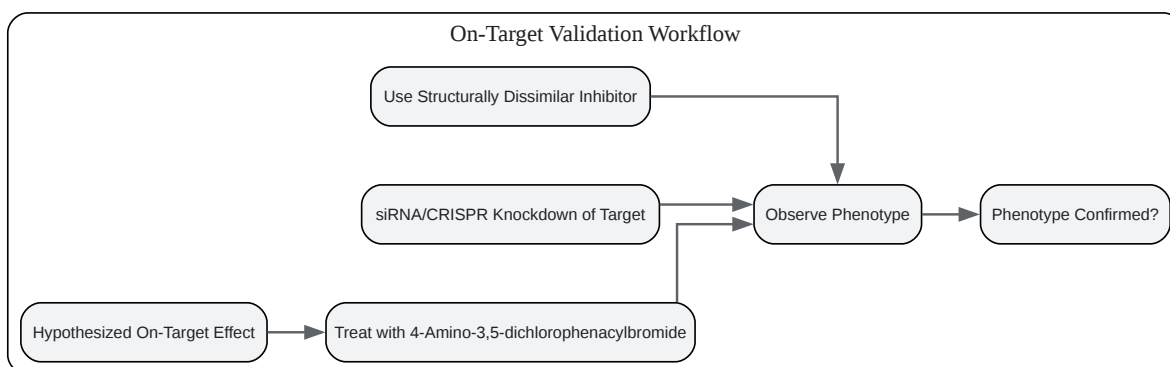 On-Target Validation Workflow
Use Structurally Dissimilar Inhibitor
siRNA/CRISPR Knockdown of Target
Observe Phenotype
Phenotype Confirmed?
Hypothesized On-Target Effect
Treat with 4-Amino-3,5-dichlorophenacylbromide